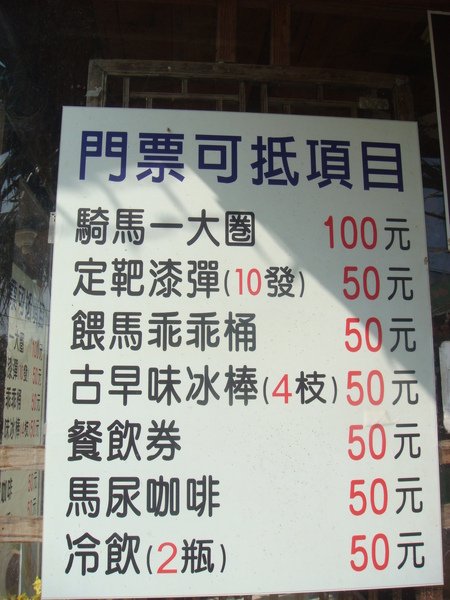 門票可抵項目
騎馬一大圈 100元
定靶漆彈(10發) 50元
餵馬乖乖桶 50元
古早味冰棒(4枝) 50元
餐飲券 50元
馬尿咖啡 50元
冷飲(2瓶) 50元